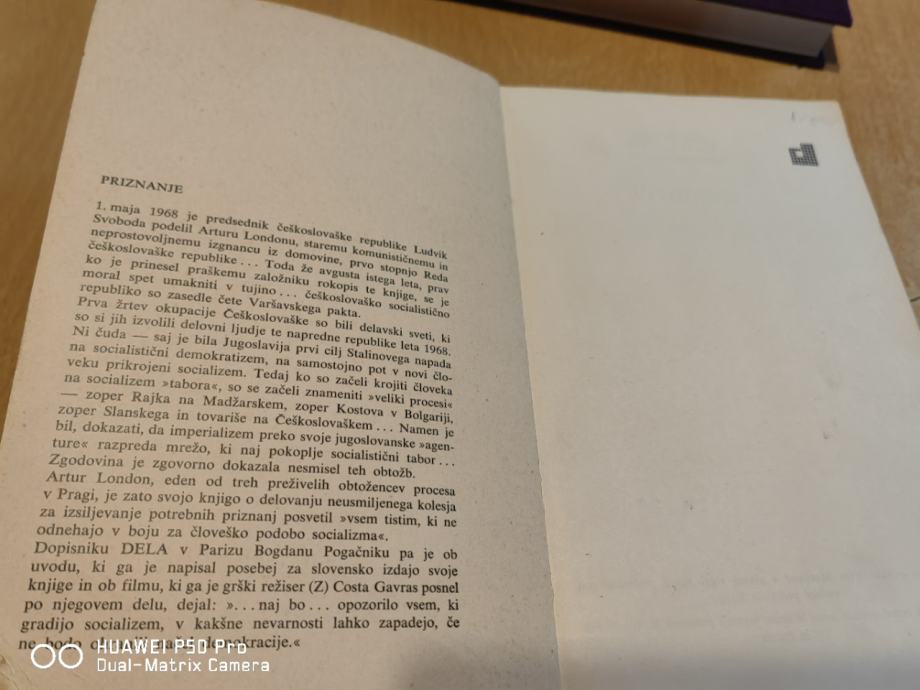 PRIZNANJE
1. maja 1968 je predsednik češkoslovaške republike Ludvik
Svoboda podelil Arturu Londonu, staremu komunističnemu in
neprostovoljnemu izgnancu iz domovine, prvo stopnjo Reda
češkoslovaške republike... Toda že avgusta istega leta, prav
ko je prinesel praškemu založniku rokopis te knjige, se je
moral spet umakniti v tujino... češkoslovaško socialistično
republiko so zasedle čete Varšavskega pakta.
Prva žrtev okupacije Češkoslovaške so bili delavski sveti, ki
so si jih izvolili delovni ljudje te napredne republike leta 1968.
Ni čuda — saj je bila Jugoslavija prvi cilj Stalinovega napada
na socialistični demokratizem, na samostojno pot v novi člo-
veku prikrojeni socializem. Tedaj ko so začeli krojiti človeka
na socializem »tabora«, so se začeli znameniti »veliki procesi«
— zoper Rajka na Madžarskem, zoper Kostova v Bolgariji,
zoper Slanskega in tovariše na Češkoslovaškem... Namen je
bil, dokazati, da imperializem preko svoje jugoslovanske »agen-
ture« razpreda mrežo, ki naj pokoplje socialistični tabor...
Zgodovina je zgovorno dokazala nesmisel teh obtožb.
Artur London, eden od treh preživelih obtožencev procesa
v Pragi, je zato svojo knjigo o delovanju neusmiljenega kolesja
za izsiljevanje potrebnih priznanj posvetil »vsem tistim, ki ne
odnehajo v boju za človeško podobo socializma«.
Dopisniku DELA v Parizu Bogdanu Pogačniku pa je ob
uvodu, ki ga je napisal posebej za slovensko izdajo svoje
knjige in ob filmu, ki ga je grški režiser (Z) Costa Gavras posnel
po njegovem delu, dejal: »...naj bo... opozorilo vsem, ki
gradijo socializem, v kakšne nevarnosti lahko zapadejo, če
ne bodo demokracije.«
HUAWEI P50 Pro
Dual-Matrix Camera